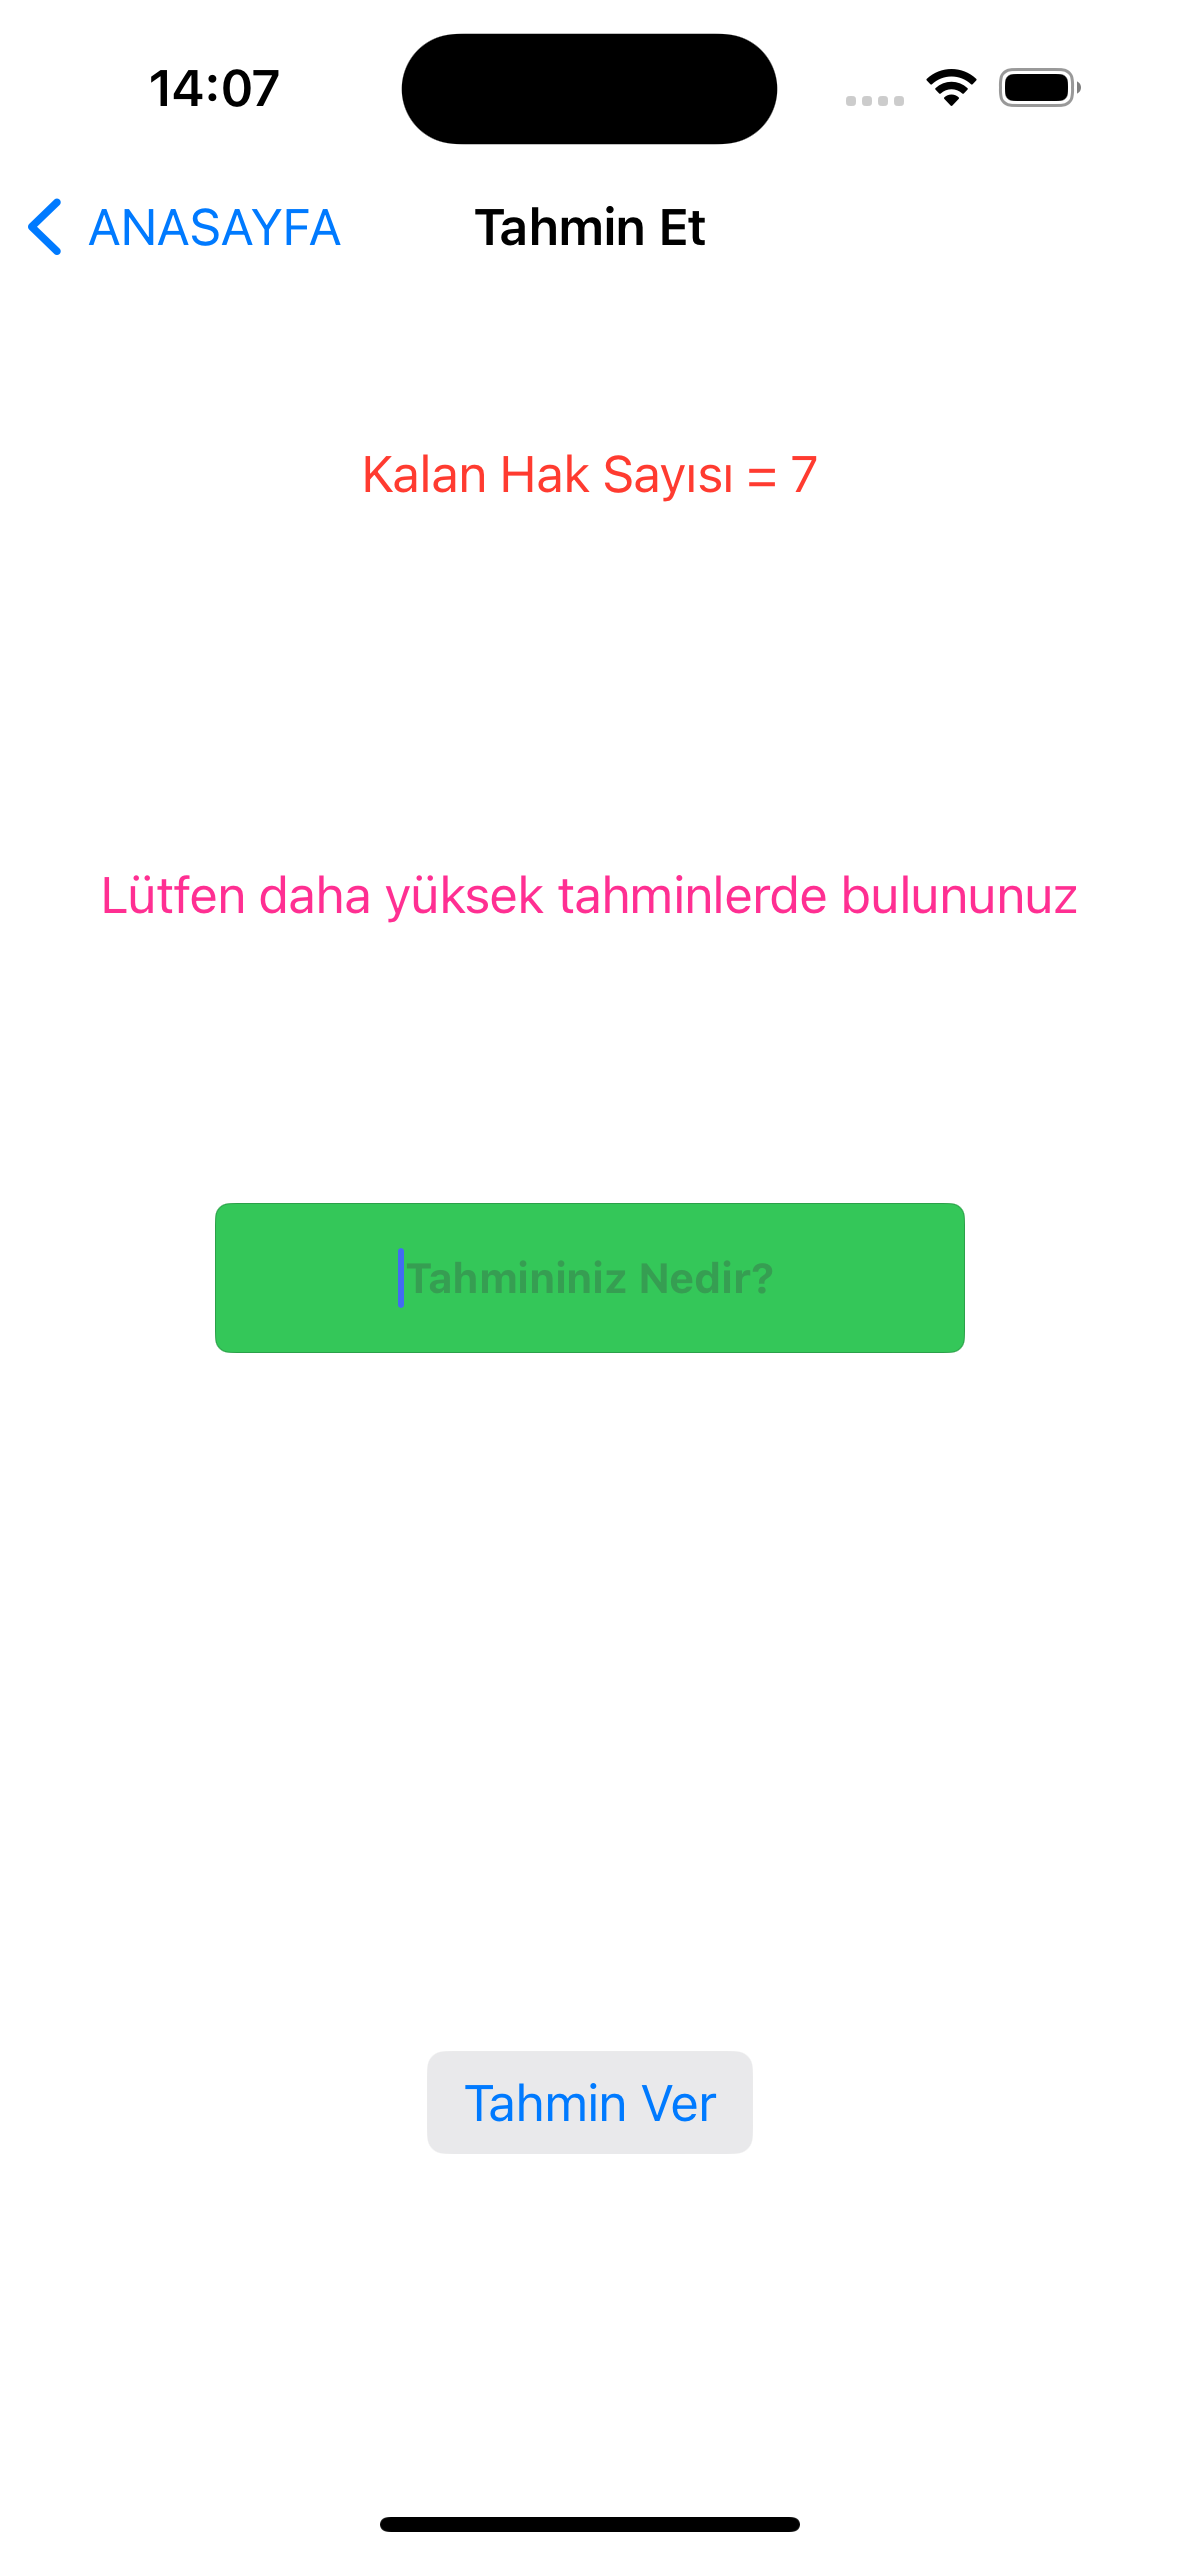 14:07
ANASAYFA
Tahmin Et
Kalan Hak Sayısı = 7
Lütfen daha yüksek tahminlerde bulununuz
Tahmininiz Nedir?
Tahmin Ver